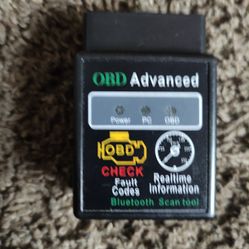 OBD Advanced
Power PC OBD
OBD
CHECK
Fault
Codes
Realtime
Information
Bluetooth Scan tool